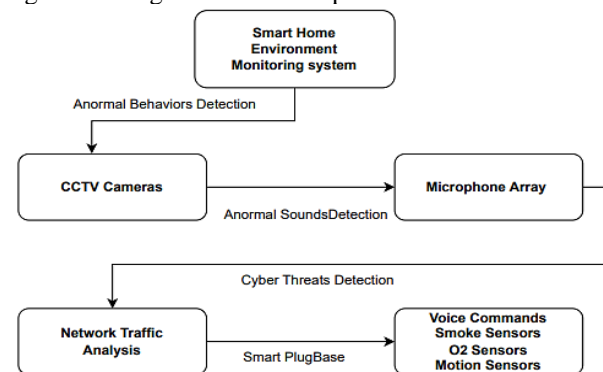 Smart Home
Environment
Monitoring system
Anormal Behaviors Detection
CCTV Cameras
Microphone Array
Anormal SoundsDetection
Cyber Threats Detection
Network Traffic
Analysis
Smart PlugBase
Voice Commands
Smoke Sensors
O2 Sensors
Motion Sensors